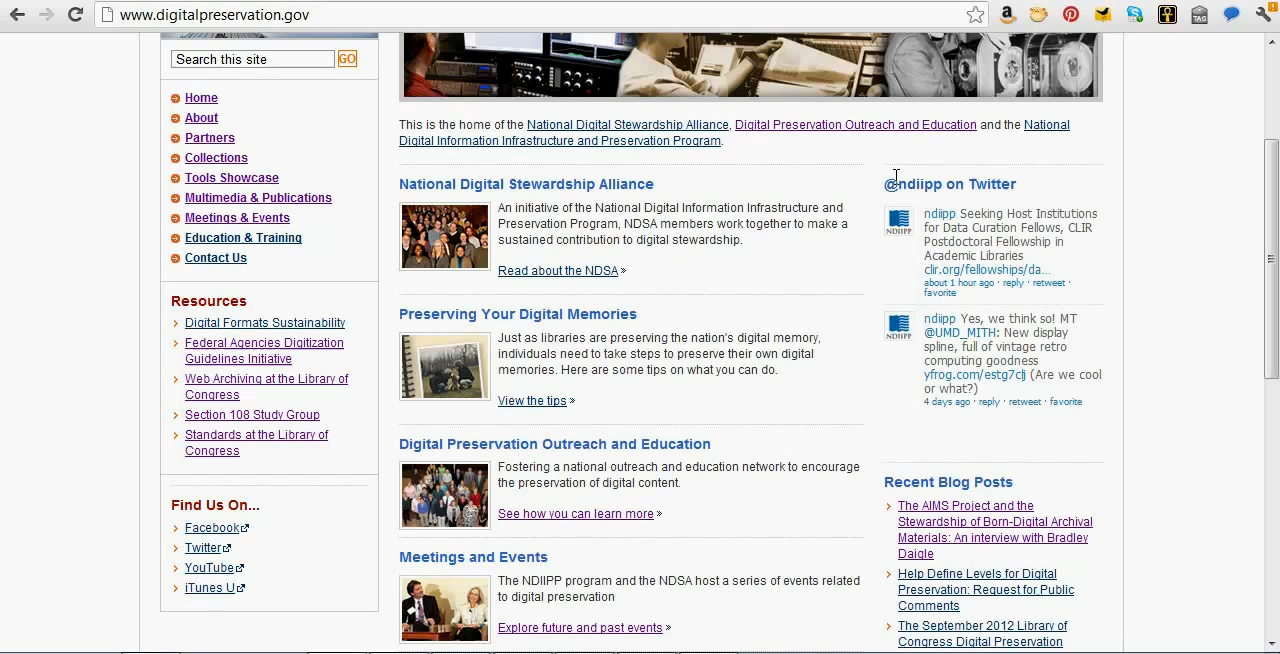 www.digitalpreservation.gov
TAG
Search this site
GO
Home
About
Partners
Collections
Tools Showcase
Multimedia & Publications
Meetings & Events
Education & Training
Contact Us
Resources
Digital Formats Sustainability
Federal Agencies Digitization
Guidelines Initiative
Web Archiving at the Library of
Congress
Section 108 Study Group
Standards at the Library of
Congress
Find Us On...
Facebook
Twitter
YouTube
iTunes U
This is the home of the National Digital Stewardship Alliance, Digital Preservation Outreach and Education and the National
Digital Information Infrastructure and Preservation Program.
National Digital Stewardship Alliance
An initiative of the National Digital Information Infrastructure and
Preservation Program, NDSA members work together to make a
sustained contribution to digital stewardship.
Read about the NDSA »
Preserving Your Digital Memories
Just as libraries are preserving the nation's digital memory,
individuals need to take steps to preserve their own digital
memories. Here are some tips on what you can do.
View the tips »
Digital Preservation Outreach and Education
Fostering a national outreach and education network to encourage
the preservation of digital content.
See how you can learn more »
Meetings and Events
The NDIIPP program and the NDSA host a series of events related
to digital preservation
Explore future and past events »
@ndiipp on Twitter
NDIIPP
ndiipp Seeking Host Institutions
for Data Curation Fellows, CLIR
Postdoctoral Fellowship in
Academic Libraries
clir.org/fellowships/da…
about 1 hour ago · reply · retweet ·
favorite
NDIIPP
ndiipp Yes, we think so! MT
@UMD_MITH: New display
spline, full of vintage retro
computing goodness
yfrog.com/estg7clj (Are we cool
or what?)
4 days ago · reply · retweet · favorite
Recent Blog Posts
The AIMS Project and the
Stewardship of Born-Digital Archival
Materials: An interview with Bradley
Daigle
Help Define Levels for Digital
Preservation: Request for Public
Comments
The September 2012 Library of
Congress Digital Preservation